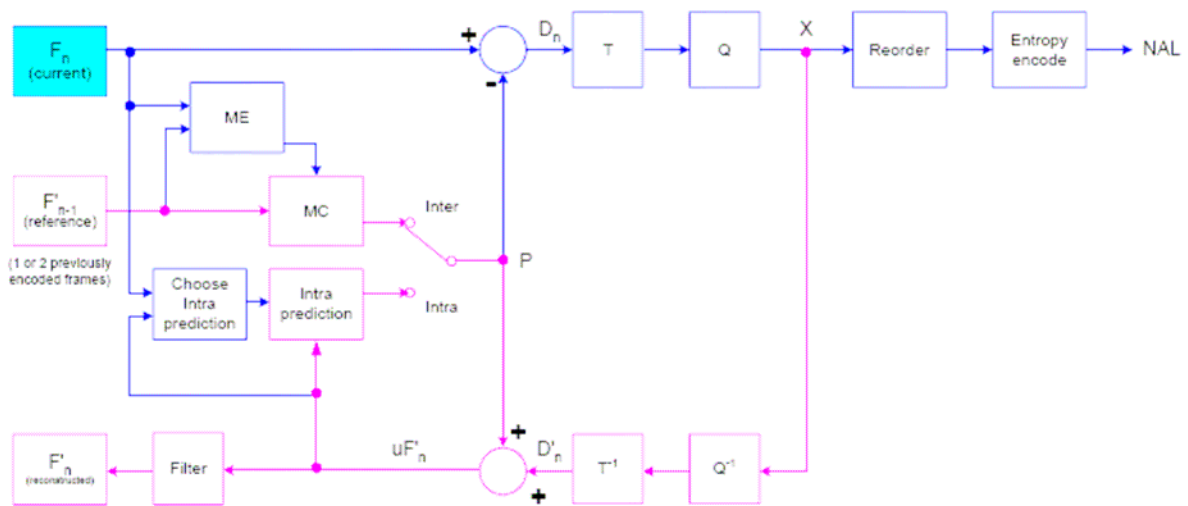 Fn
(current)
+
-
Dn
T
Q
X
Reorder
Entropy
encode
NAL
ME
F'n-1
(reference)
(1 or 2 previously
encoded frames)
MC
Inter
P
Choose
Intra
prediction
Intra
prediction
Intra
F'n
(reconstructed)
Filter
uF'n
+
+
D'n
T-1
Q-1